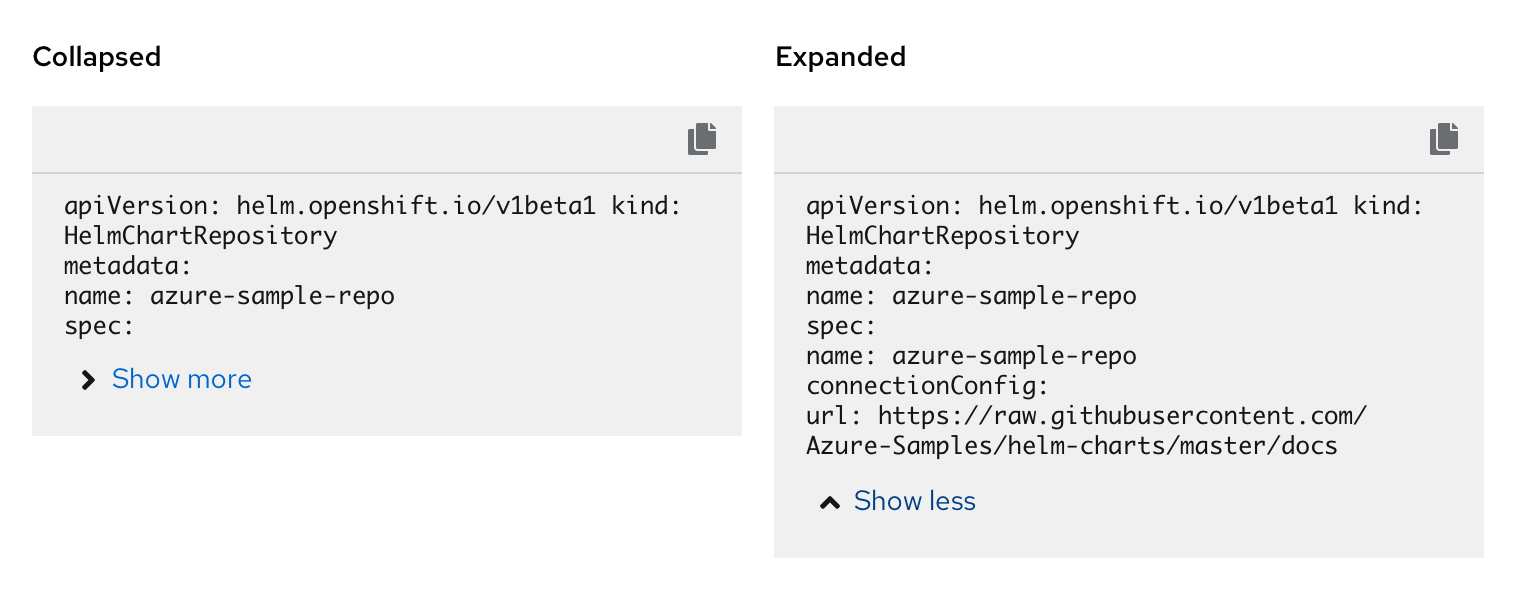 Collapsed
apiVersion: helm.openshift.io/v1beta1 kind:
HelmChartRepository
metadata:
name: azure-sample-repo
spec:
Show more
Expanded
apiVersion: helm.openshift.io/v1beta1 kind:
HelmChartRepository
metadata:
name: azure-sample-repo
spec:
name: azure-sample-repo
connectionConfig:
url: https://raw.githubusercontent.com/
Azure-Samples/helm-charts/master/docs
Show less